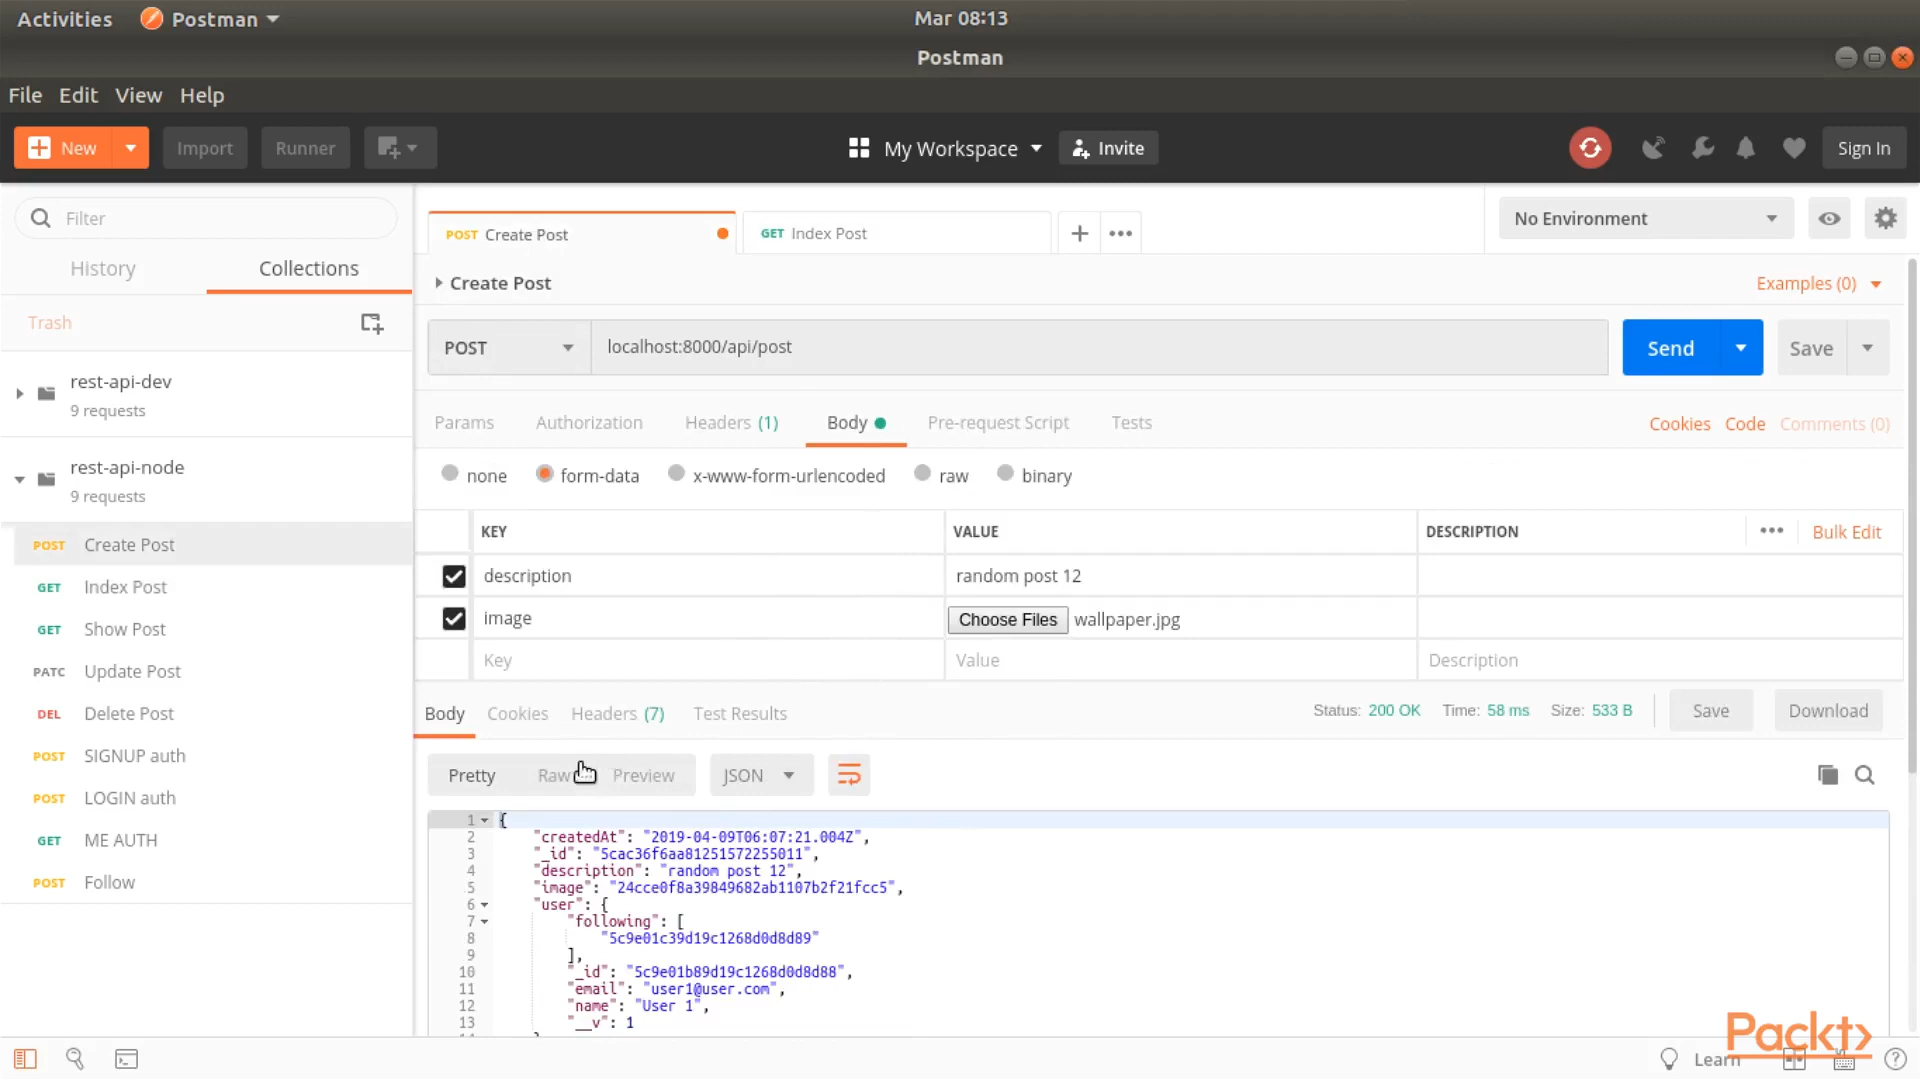 Activities Postman Mar 08:13
Postman
File Edit View Help
New Import Runner My Workspace Invite Sign In
Filter
No Environment
POST Create Post GET Index Post •••
History Collections
Create Post Examples (0)
Trash
POST localhost:8000/api/post Send Save
rest-api-dev
9 requests
Params Authorization Headers (1) Body Pre-request Script Tests Cookies Code Comments (0)
rest-api-node
9 requests
none form-data x-www-form-urlencoded raw binary
KEY VALUE DESCRIPTION ••• Bulk Edit
POST Create Post
description random post 12
GET Index Post
image Choose Files wallpaper.jpg
GET Show Post
Key Value Description
PATC Update Post
DEL Delete Post
Body Cookies Headers (7) Test Results Status: 200 OK Time: 58 ms Size: 533 B Save Download
POST SIGNUP auth
Pretty Raw Preview JSON
POST LOGIN auth
GET ME AUTH
POST Follow
1 {
2 "createdAt": "2019-04-09T06:07:21.004Z",
3 "_id": "5cac36f6aa81251572255011",
4 "description": "random post 12",
5 "image": "24cce0f8a39849682ab1107b2f21fcc5",
6 "user": {
7 "following": [
8 "5c9e01c39d19c1268d0d8d89"
9 ],
10 "_id": "5c9e01b89d19c1268d0d8d88",
11 "email": "user1@user.com",
12 "name": "User 1",
13 "__v": 1
Packt>
Learn